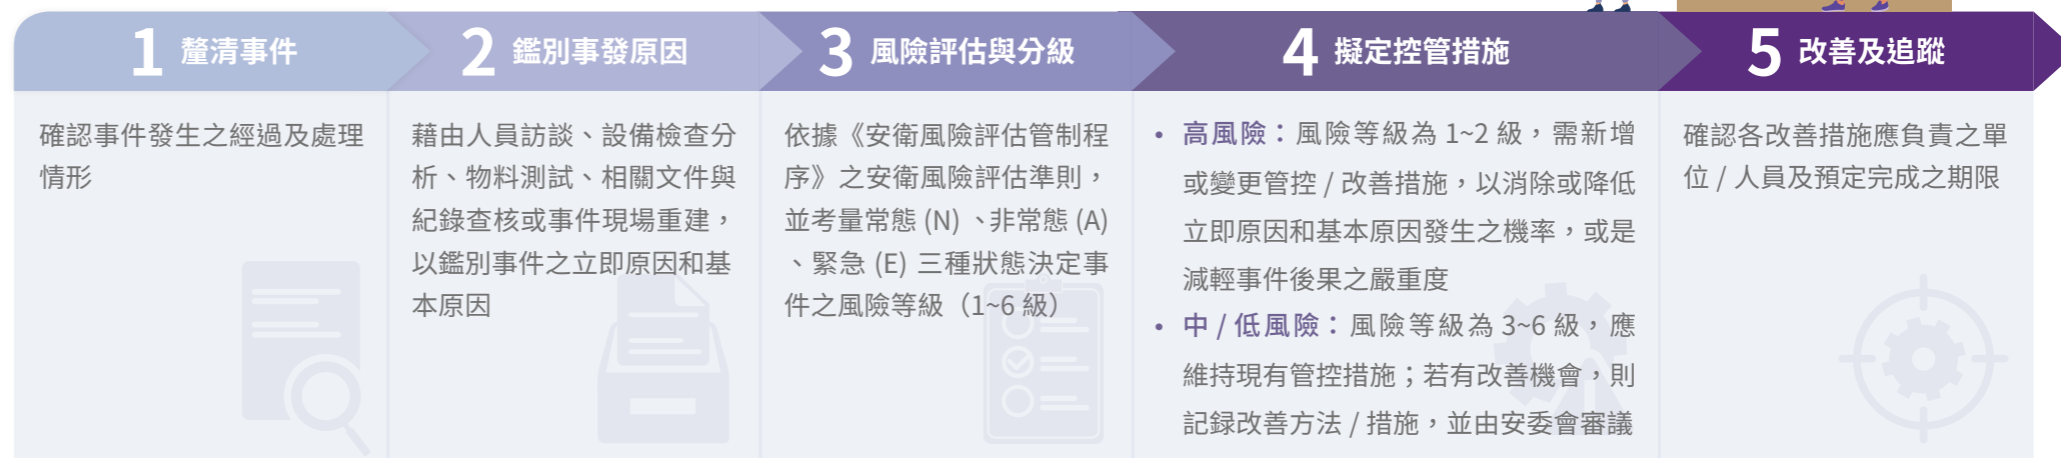 1 釐清事件
確認事件發生之經過及處理
情形
2 鑑別事發原因
藉由人員訪談、設備檢查分
析、物料測試、相關文件與
紀錄查核或事件現場重建，
以鑑別事件之立即原因和基
本原因
3 風險評估與分級
依據《安衛風險評估管制程
序》之安衛風險評估準則，
並考量常態 (N) 、非常態 (A)
、緊急 (E) 三種狀態決定事
件之風險等級（1~6 級）
4 擬定控管措施
• 高風險：風險等級為 1~2 級，需新增
或變更管控 / 改善措施，以消除或降低
立即原因和基本原因發生之機率，或是
減輕事件後果之嚴重度
• 中 / 低風險：風險等級為 3~6 級，應
維持現有管控措施；若有改善機會，則
記録改善方法 / 措施，並由安委會審議
5 改善及追蹤
確認各改善措施應負責之單
位 / 人員及預定完成之期限